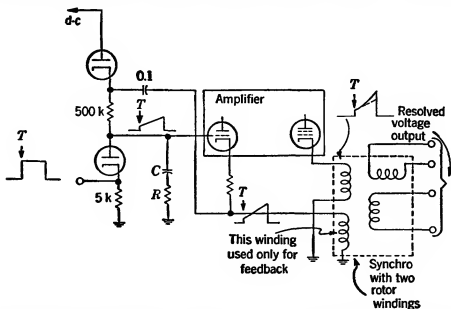 d-c
0.1
Amplifier
T
Resolved
voltage
output
500 k
T
T
C
R
5 k
T
This winding
used only for
feedback
Synchro
with two
rotor
windings